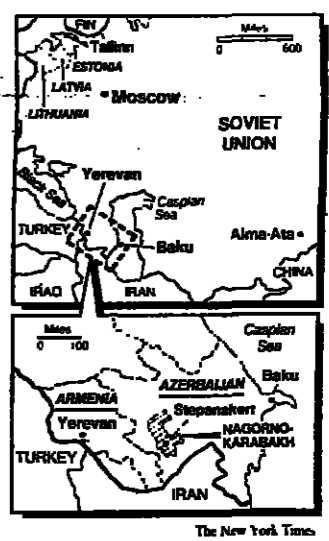 FIN
Miles
0 600
Tallinn
ESTONIA
LATVIA
LITHUANIA
Moscow
SOVIET
UNION
Black Sea
Yerevan
Caspian
Sea
TURKEY
Baku
Alma-Ata
CHINA
IRAQ
IRAN
Miles
0 100
Caspian
Sea
AZERBAIJAN
Baku
ARMENIA
Stepanakert
Yerevan
NAGORNO-
KARABAKH
TURKEY
IRAN
The New York Times